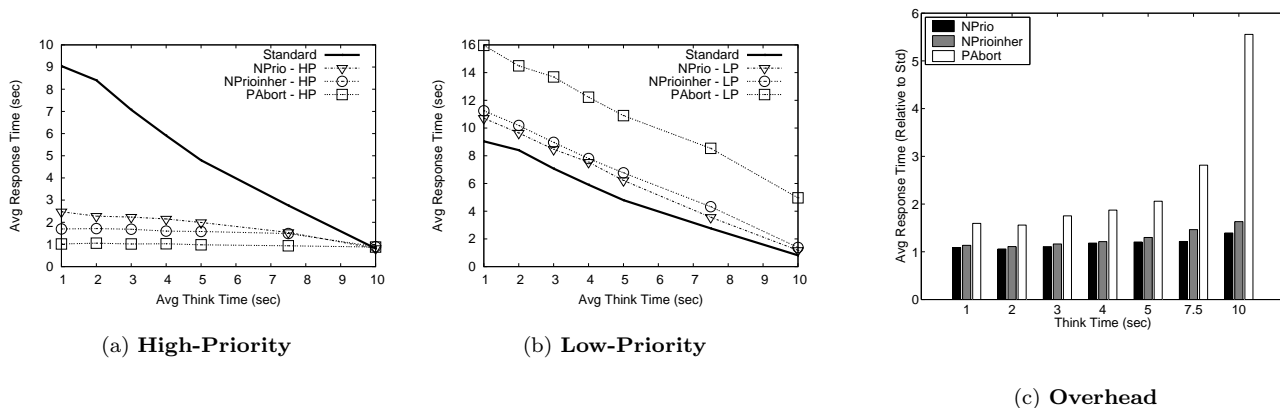 10
9
8
7
6
5
4
3
2
1
0
Avg Response Time (sec)
Standard
NPrio - HP
NPrioinher - HP
PAbort - HP
1 2 3 4 5 6 7 8 9 10
Avg Think Time (sec)
(a) High-Priority
16
14
12
10
8
6
4
2
0
Avg Response Time (sec)
Standard
NPrio - LP
NPrioinher - LP
PAbort - LP
1 2 3 4 5 6 7 8 9 10
Avg Think Time (sec)
(b) Low-Priority
6
5
4
3
2
1
0
Avg Response Time (Relative to Std)
NPrio
NPrioinher
PAbort
1 2 3 4 5 7.5 10
Think Time (sec)
(c) Overhead